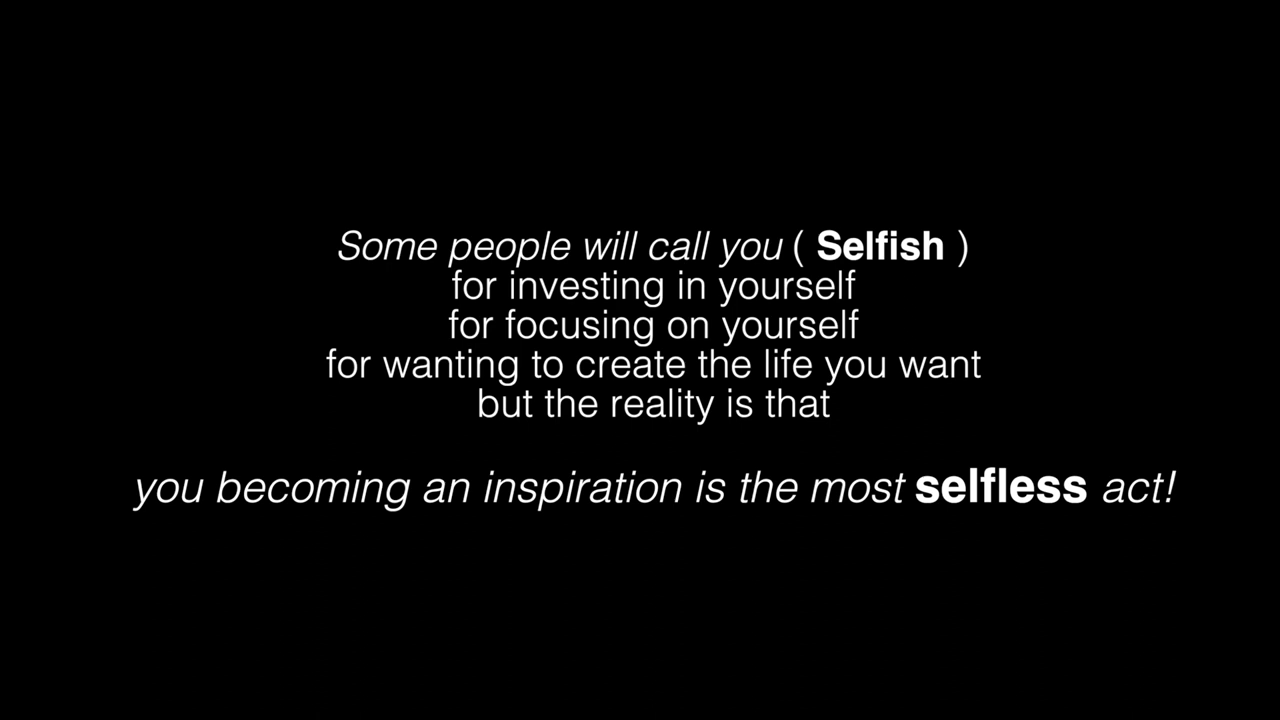 Some people will call you ( Selfish )
for investing in yourself
for focusing on yourself
for wanting to create the life you want
but the reality is that
you becoming an inspiration is the most selfless act!